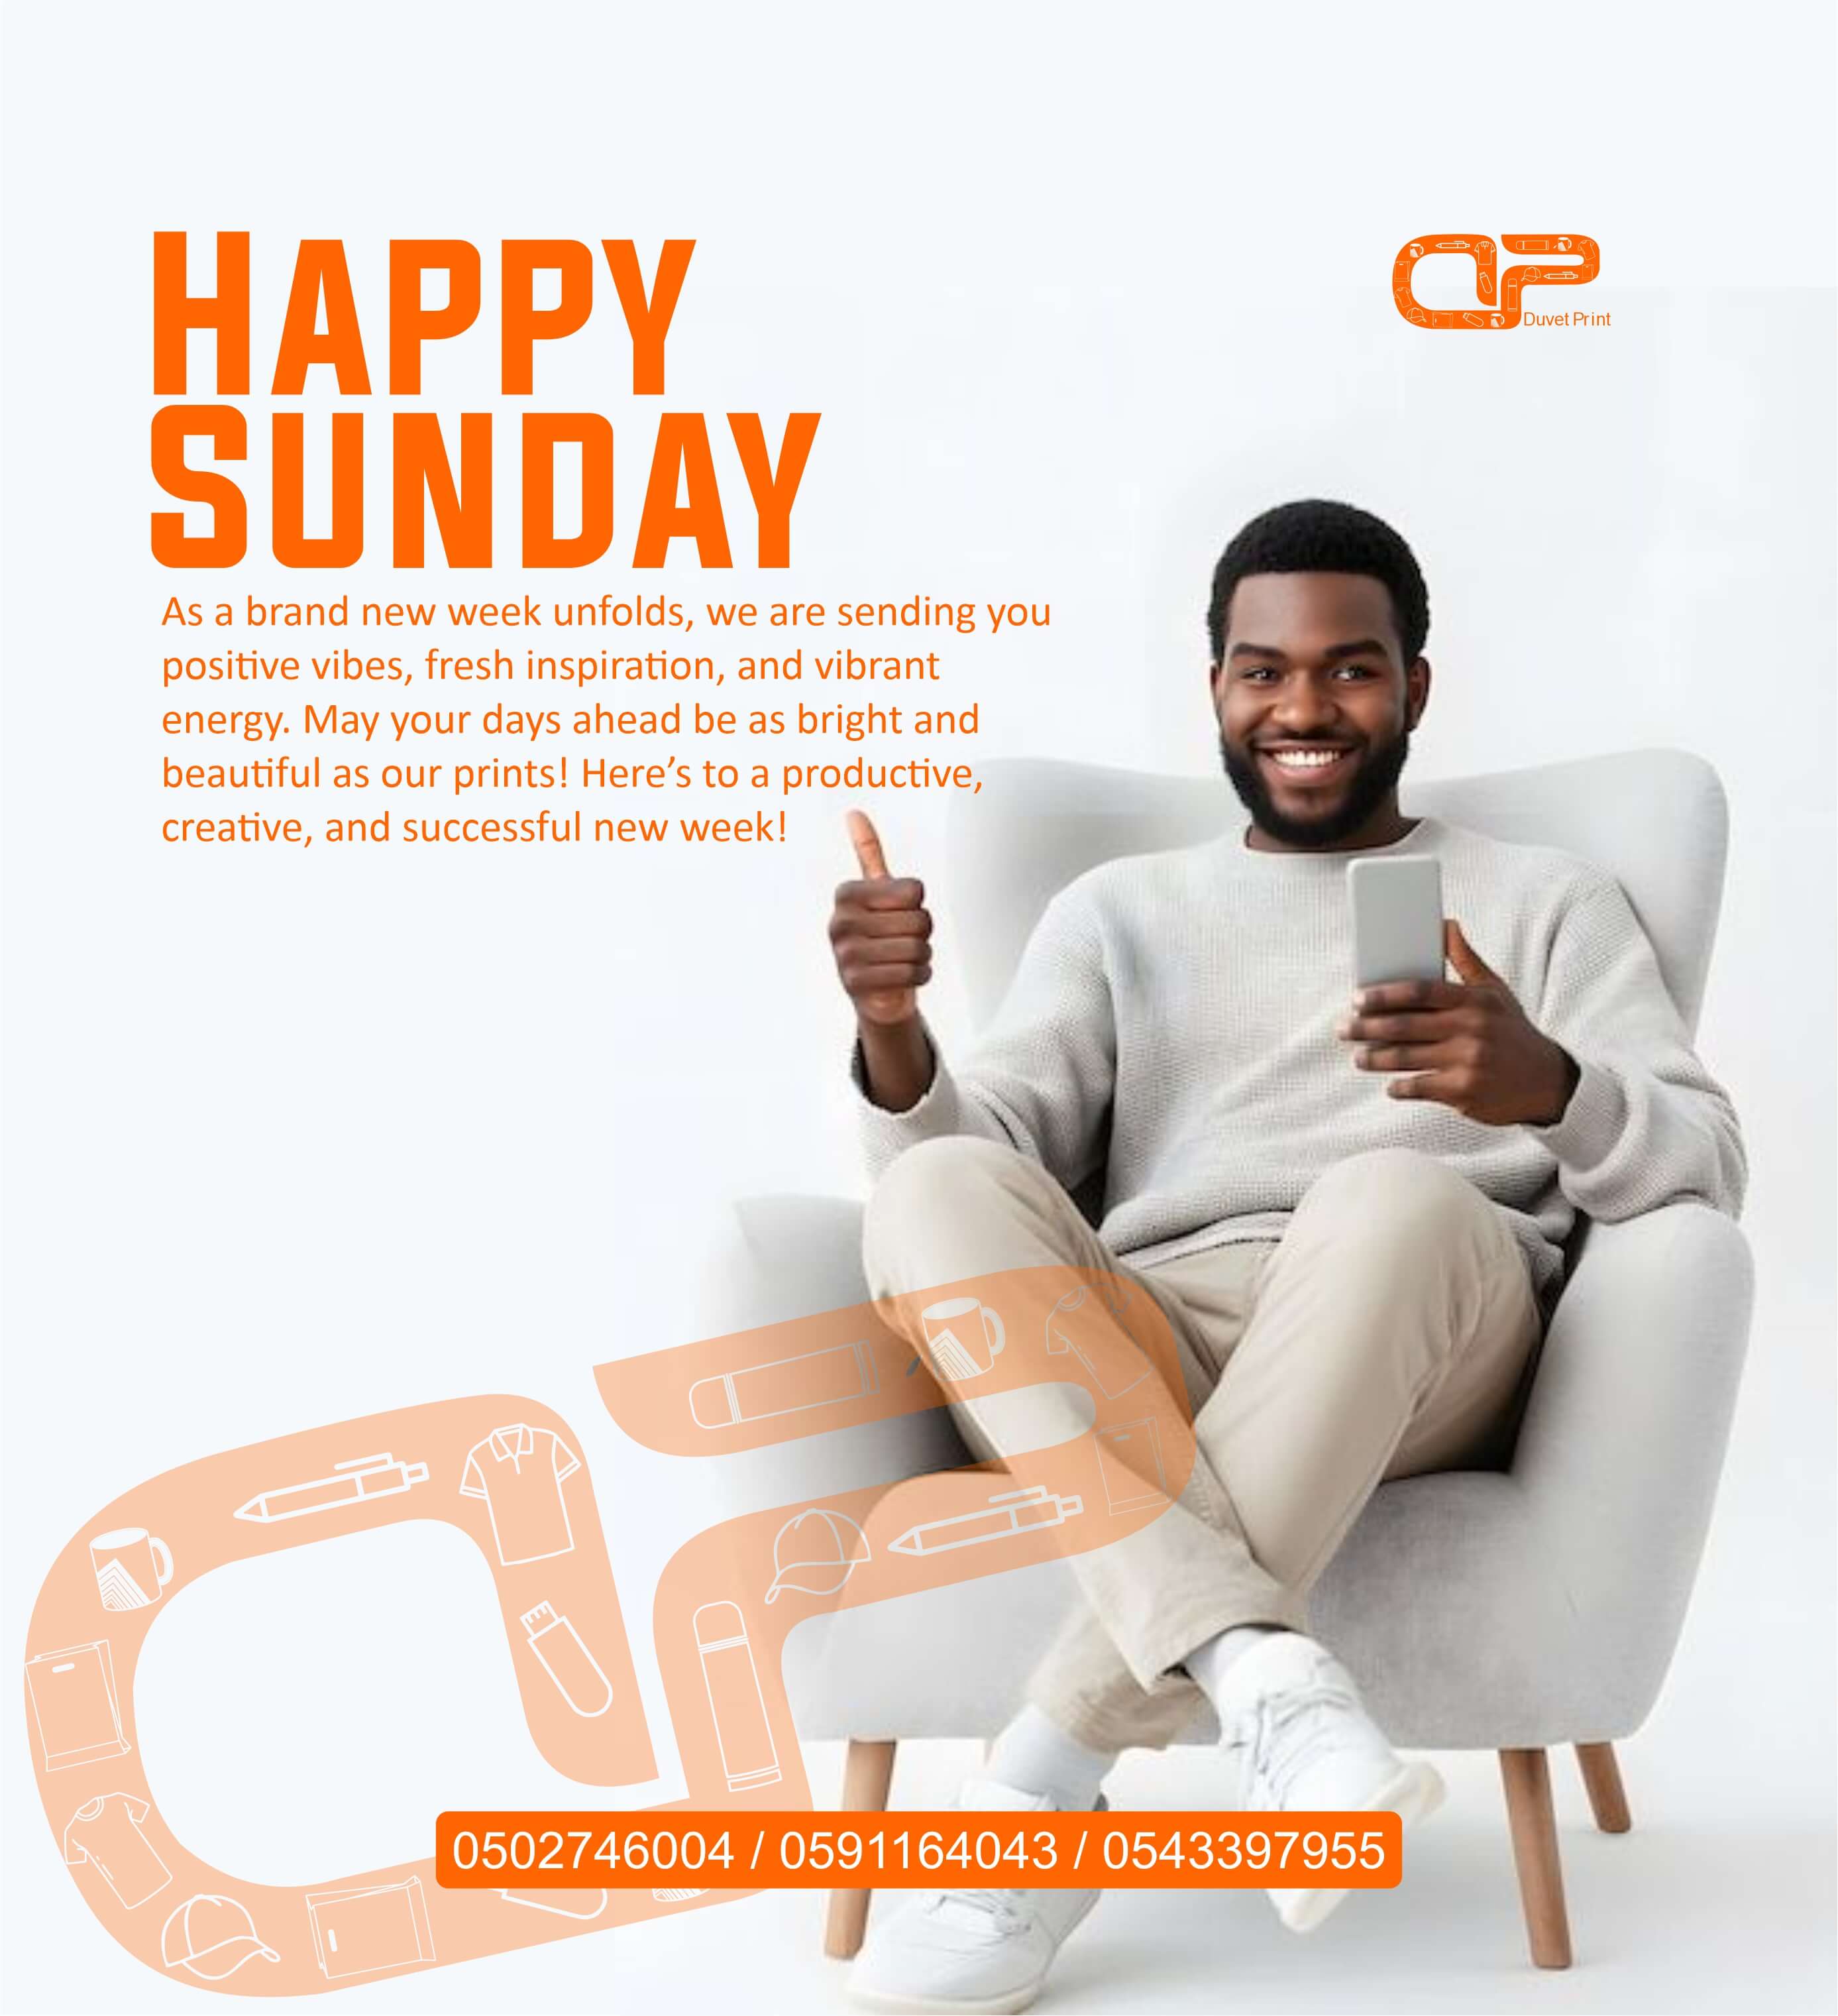 HAPPY
SUNDAY
Duvet Print
As a brand new week unfolds, we are sending you
positive vibes, fresh inspiration, and vibrant
energy. May your days ahead be as bright and
beautiful as our prints! Here’s to a productive,
creative, and successful new week!
0502746004 / 0591164043 / 0543397955